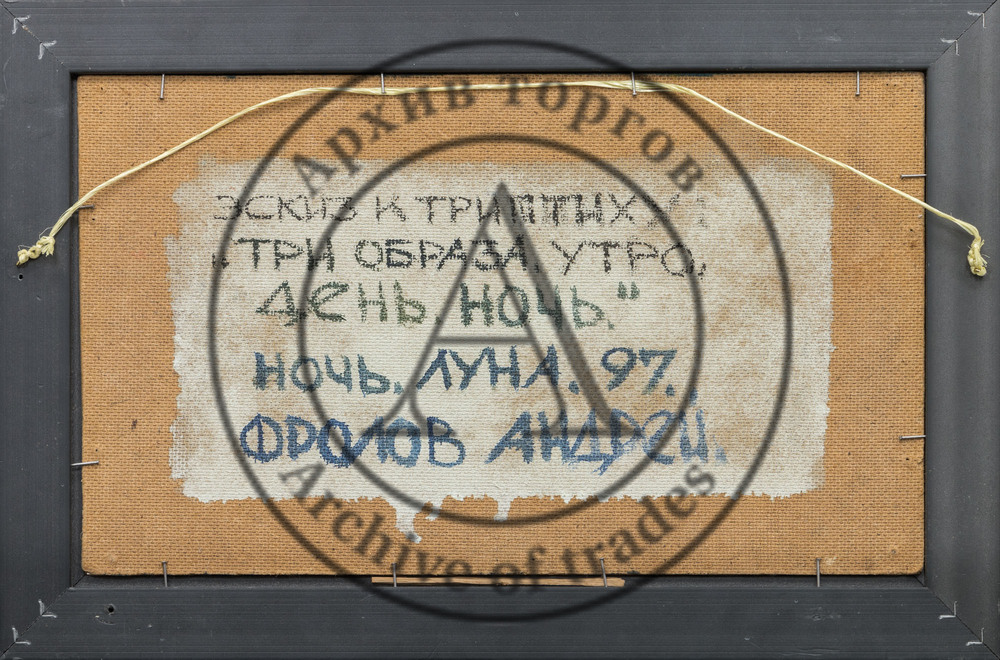 Архив торгов
ЭСКИЗ К ТРИПТИХУ
"ТРИ ОБРАЗА. УТРО,
ДЕНЬ, НОЧЬ."
НОЧЬ. ЛУНА. 97.
ФРОЛОВ АНДРЕЙ.
Archive of trades